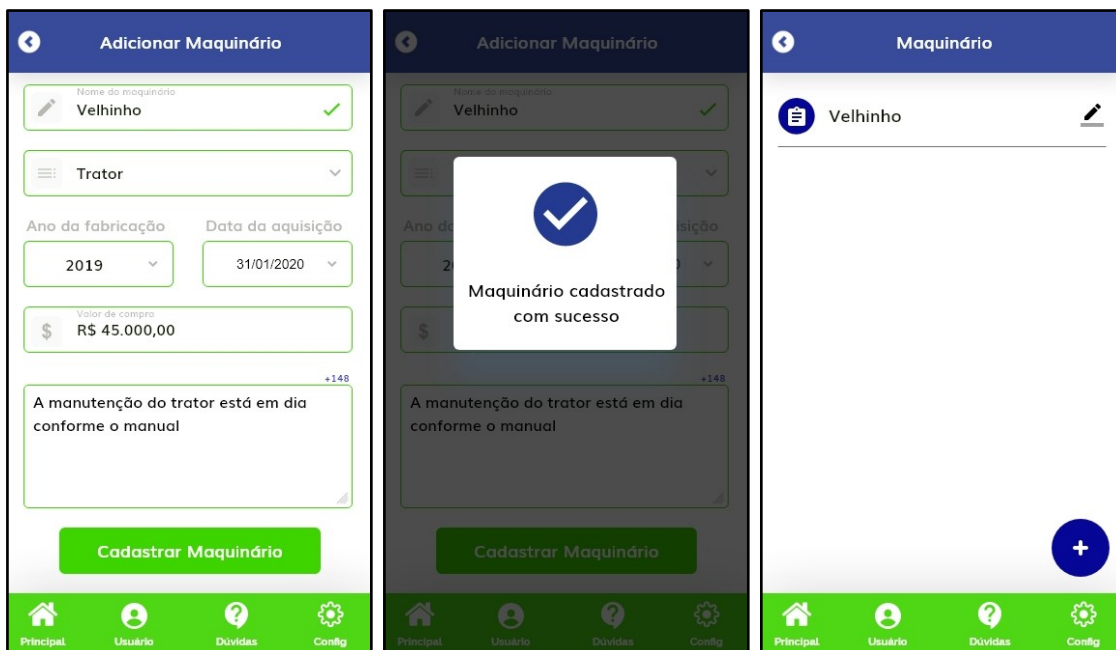 Adicionar Maquinário
Nome do maquinário
Velhinho
Trator
Ano da fabricação Data da aquisição
2019 31/01/2020
Valor de compra
R$ 45.000,00
+148
A manutenção do trator está em dia
conforme o manual
Cadastrar Maquinário
Principal Usuário Dúvidas Config
Adicionar Maquinário
Nome do maquinário
Velhinho
Ano da isição
Maquinário cadastrado
com sucesso
+148
A manutenção do trator está em dia
conforme o manual
Cadastrar Maquinário
Principal Usuário Dúvidas Config
Maquinário
Velhinho
Principal Usuário Dúvidas Config